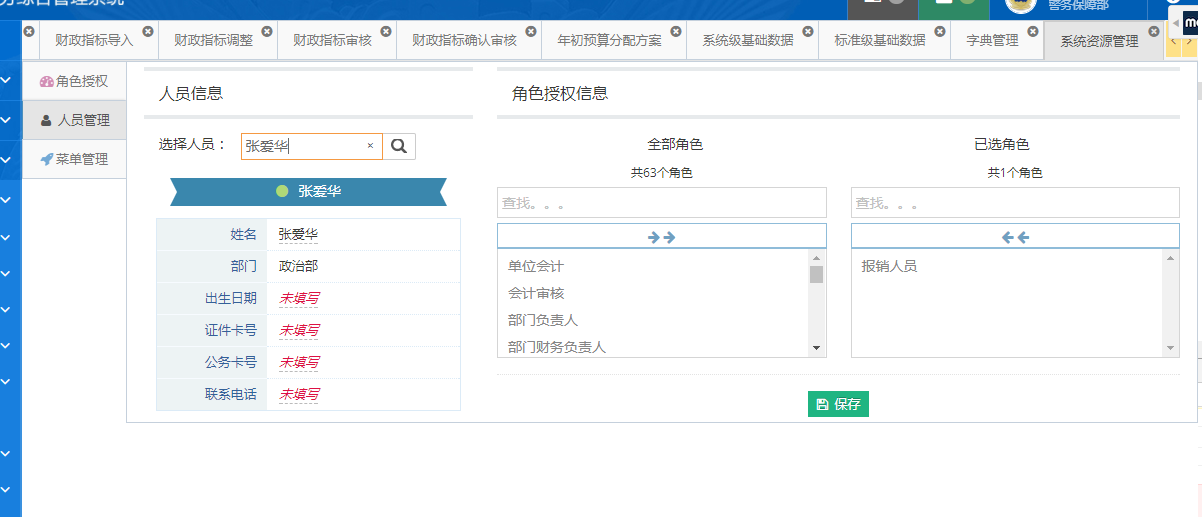 务综合管理系统
警务保障部
财政指标导入
财政指标调整
财政指标审核
财政指标确认审核
年初预算分配方案
系统级基础数据
标准级基础数据
字典管理
系统资源管理
角色授权
人员管理
菜单管理
人员信息
选择人员：
张爱华
×
张爱华
姓名 张爱华
部门 政治部
出生日期 未填写
证件卡号 未填写
公务卡号 未填写
联系电话 未填写
角色授权信息
全部角色
共63个角色
查找。。。
单位会计
会计审核
部门负责人
部门财务负责人
已选角色
共1个角色
查找。。。
报销人员
保存